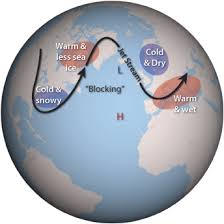 Warm &
less sea
ice
Jet Stream
Cold
& Dry
L
"Blocking"
Cold &
snowy
Warm
& wet
H